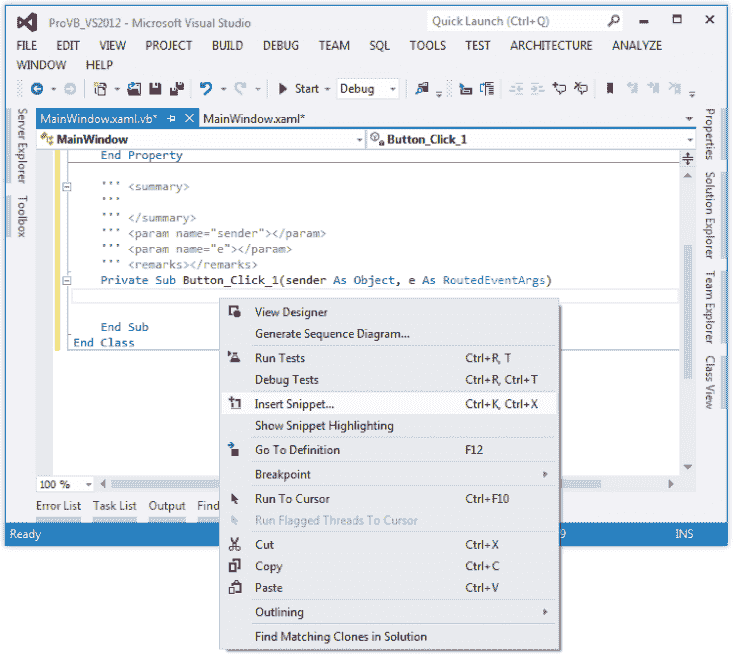 ProVB_VS2012 - Microsoft Visual Studio
Quick Launch (Ctrl+Q)
FILE EDIT VIEW PROJECT BUILD DEBUG TEAM SQL TOOLS TEST ARCHITECTURE ANALYZE
WINDOW HELP
Start Debug
Server Explorer
Toolbox
MainWindow.xaml.vb* MainWindow.xaml*
MainWindow Button_Click_1
End Property
''' <summary>
'''
''' </summary>
''' <param name="sender"></param>
''' <param name="e"></param>
''' <remarks></remarks>
Private Sub Button_Click_1(sender As Object, e As RoutedEventArgs)
End Sub
End Class
Properties
Solution Explorer
Team Explorer
Class View
View Designer
Generate Sequence Diagram...
Run Tests Ctrl+R, T
Debug Tests Ctrl+R, Ctrl+T
Insert Snippet... Ctrl+K, Ctrl+X
Show Snippet Highlighting
Go To Definition F12
Breakpoint
Run To Cursor Ctrl+F10
Run Flagged Threads To Cursor
Cut Ctrl+X
Copy Ctrl+C
Paste Ctrl+V
Outlining
Find Matching Clones in Solution
100 %
Error List Task List Output Find
Ready 9 INS